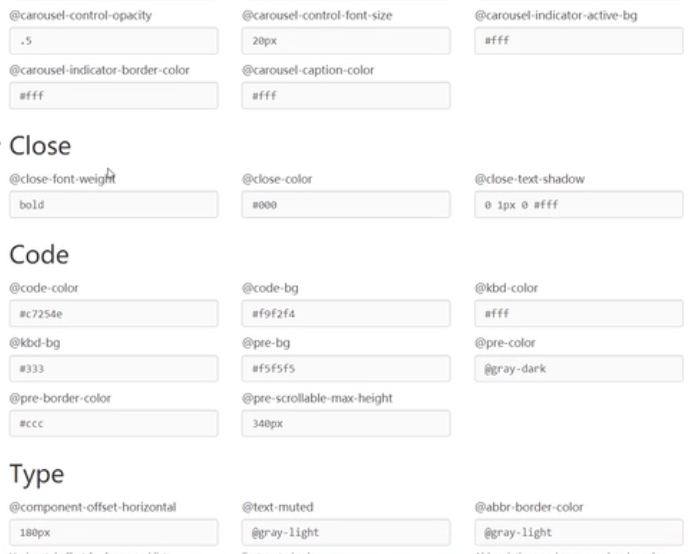 @carousel-control-opacity @carousel-control-font-size @carousel-indicator-active-bg
.5 20px #fff
@carousel-indicator-border-color @carousel-caption-color
#fff #fff
Close
@close-font-weight @close-color @close-text-shadow
bold #000 0 1px 0 #fff
Code
@code-color @code-bg @kbd-color
#c7254e #f9f2f4 #fff
@kbd-bg @pre-bg @pre-color
#333 #f5f5f5 @gray-dark
@pre-border-color @pre-scrollable-max-height
#ccc 340px
Type
@component-offset-horizontal @text-muted @abbr-border-color
180px @gray-light @gray-light